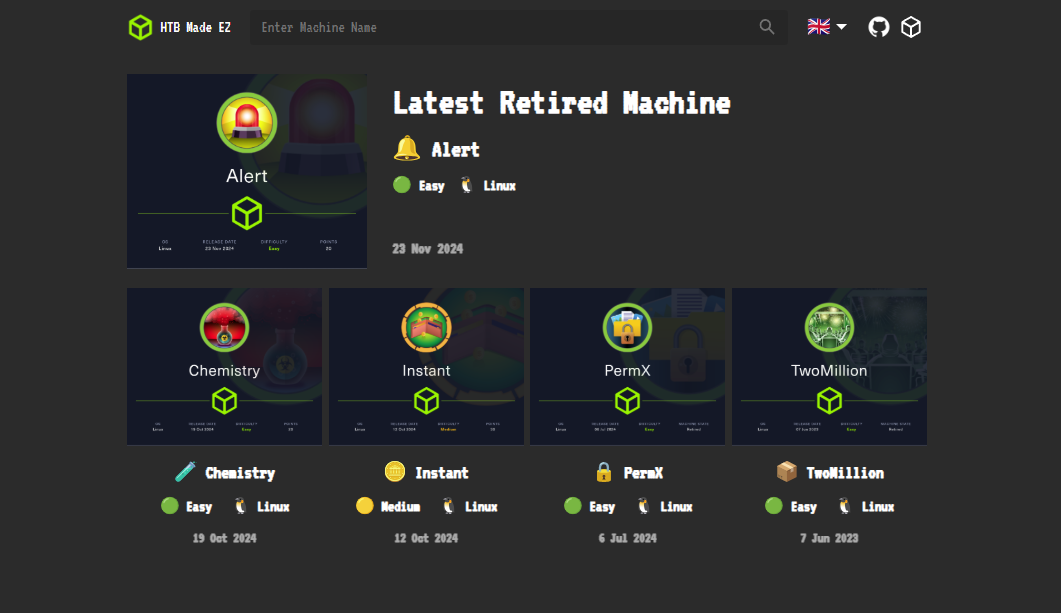 HTB Made EZ
Enter Machine Name
Latest Retired Machine
Alert
Easy Linux
23 Nov 2024
Alert
OS RELEASE DATE DIFFICULTY POINTS
Linux 23 Nov 2024 Easy 20
Chemistry
OS RELEASE DATE DIFFICULTY POINTS
Linux 19 Oct 2024 Easy 20
Instant
OS RELEASE DATE DIFFICULTY POINTS
Linux 12 Oct 2024 Medium
PermX
OS RELEASE DATE DIFFICULTY MACHINE STATE
Linux 06 Jul 2024 Easy Retired
TwoMillion
OS RELEASE DATE DIFFICULTY MACHINE STATE
Linux 07 Jun 2023 Easy Retired
Chemistry
Easy Linux
19 Oct 2024
Instant
Medium Linux
12 Oct 2024
PermX
Easy Linux
6 Jul 2024
TwoMillion
Easy Linux
7 Jun 2023